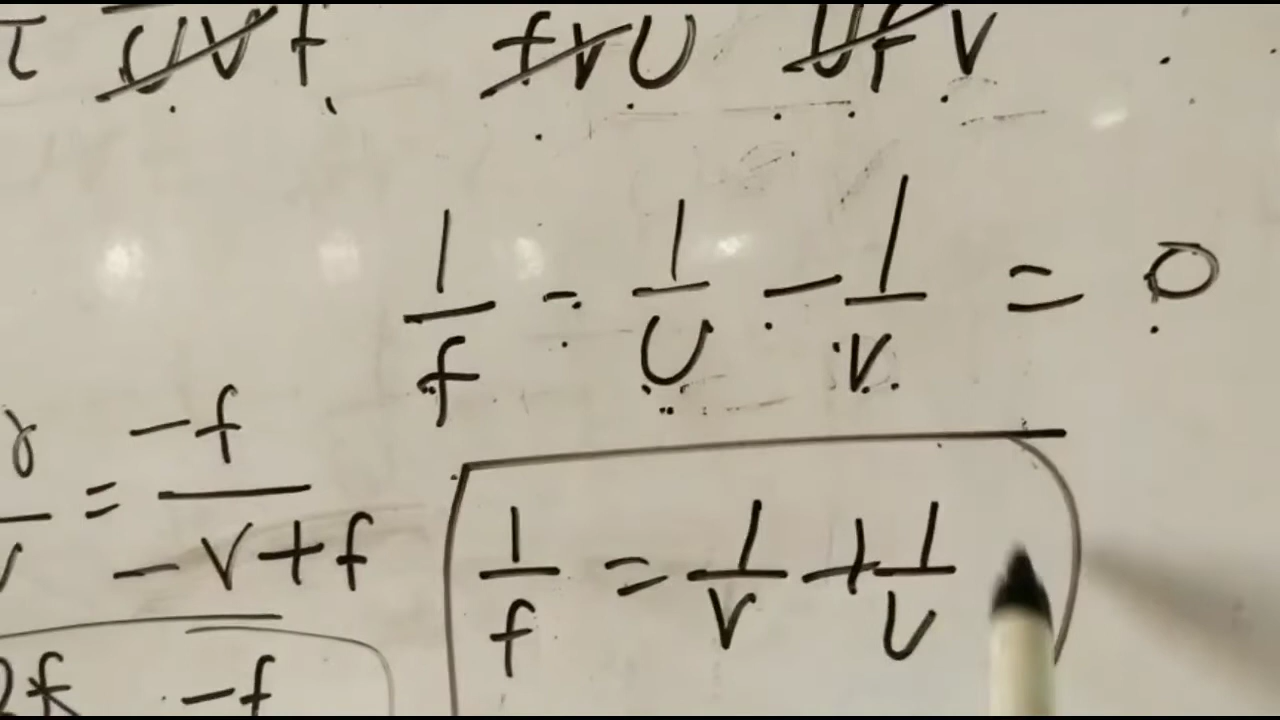 UVf fVU UfV
1/f - 1/U - 1/V = 0
= -f/(-V+f)
1/f = 1/V + 1/U
-f